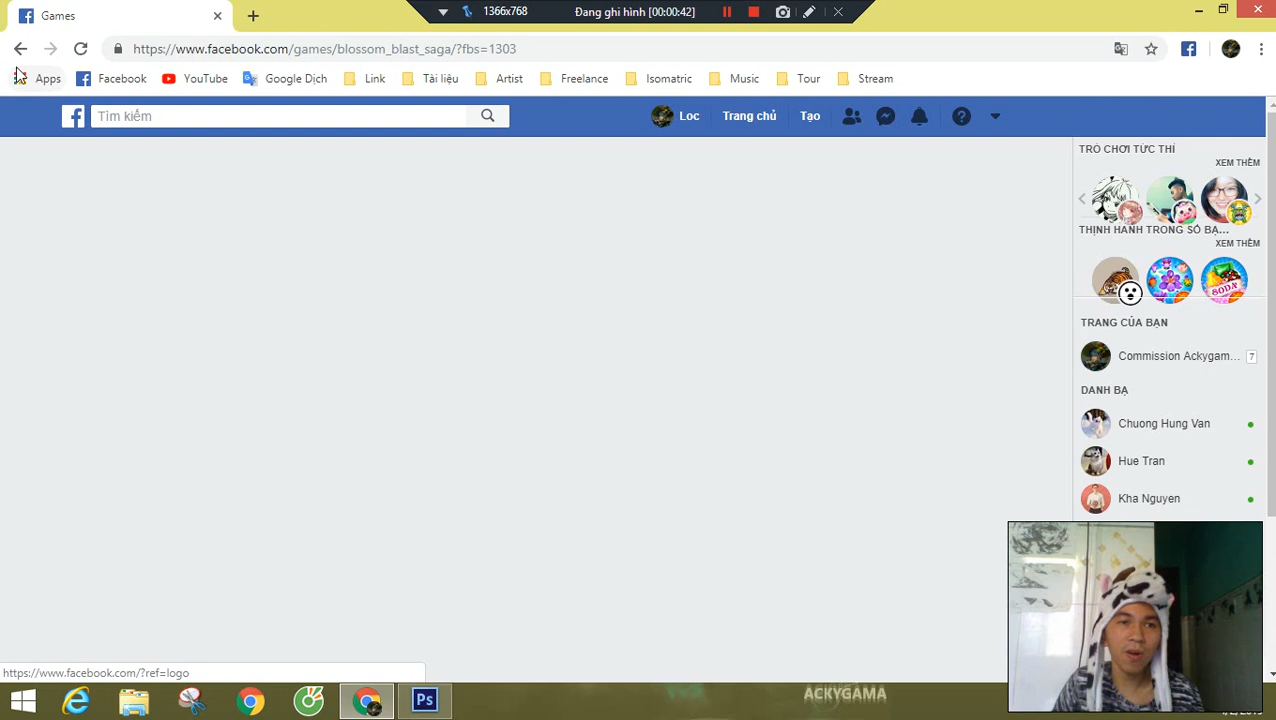 1366x768
Đang ghi hình [00:00:42]
Games
https://www.facebook.com/games/blossom_blast_saga/?fbs=1303
Apps
Facebook
YouTube
Google Dịch
Link
Tài liệu
Artist
Freelance
Isomatric
Music
Tour
Stream
Tìm kiếm
Loc
Trang chủ
Tạo
TRÒ CHƠI TỨC THÌ
XEM THÊM
THỊNH HÀNH TRONG SỐ BẠ...
XEM THÊM
SODA
TRANG CỦA BẠN
Commission Ackygam...
7
DANH BẠ
Chuong Hung Van
Hue Tran
Kha Nguyen
https://www.facebook.com/?ref=logo
Ps
ACKYGAMA